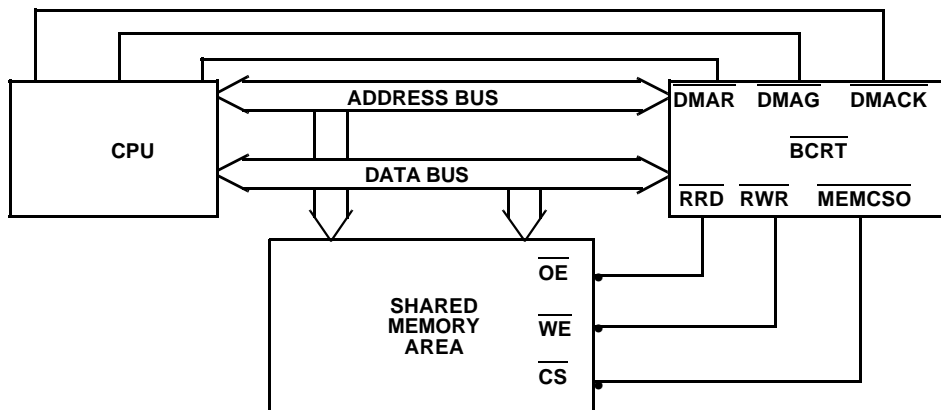 ADDRESS BUS
DMAR DMAG DMACK
CPU
BCRT
DATA BUS
RRD RWR MEMCSO
OE
SHARED
MEMORY
AREA
WE
CS